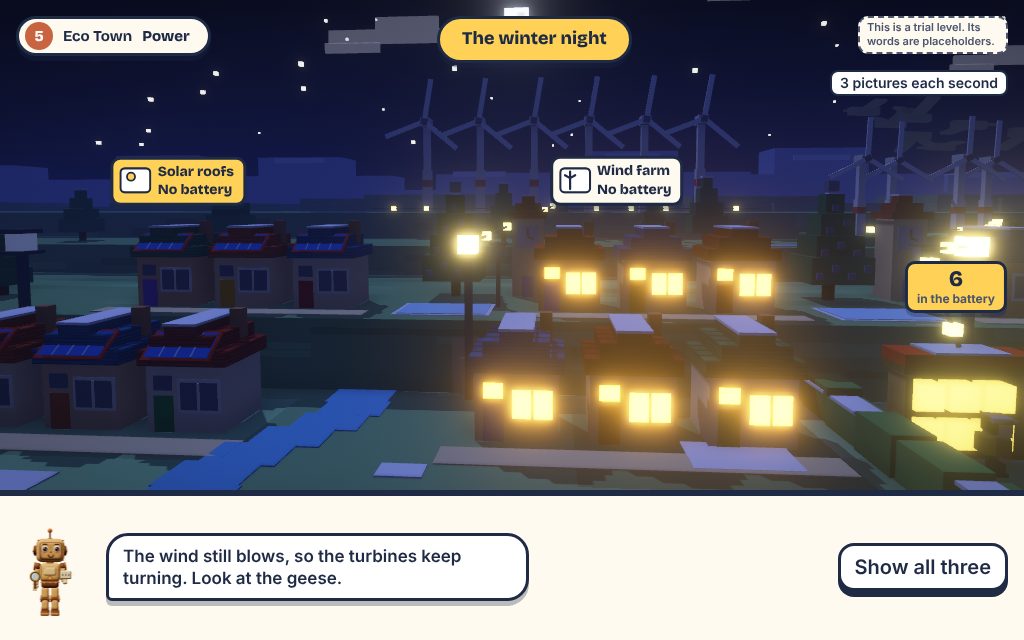 5 Eco Town Power
The winter night
This is a trial level. Its
words are placeholders.
3 pictures each second
Solar roofs
No battery
Wind farm
No battery
6
in the battery
The wind still blows, so the turbines keep
turning. Look at the geese.
Show all three